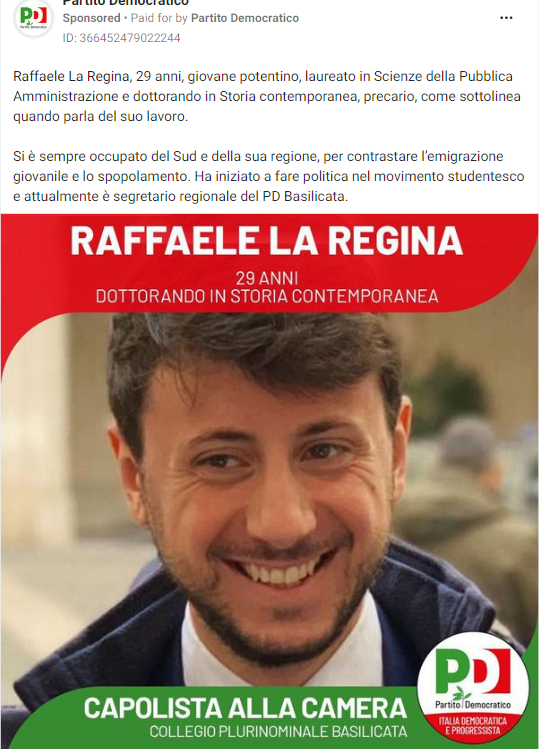 Partito Democratico
Sponsored • Paid for by Partito Democratico
ID: 366452479022244
Raffaele La Regina, 29 anni, giovane potentino, laureato in Scienze della Pubblica
Amministrazione e dottorando in Storia contemporanea, precario, come sottolinea
quando parla del suo lavoro.
Si è sempre occupato del Sud e della sua regione, per contrastare l'emigrazione
giovanile e lo spopolamento. Ha iniziato a fare politica nel movimento studentesco
e attualmente è segretario regionale del PD Basilicata.
RAFFAELE LA REGINA
29 ANNI
DOTTORANDO IN STORIA CONTEMPORANEA
CAPOLISTA ALLA CAMERA
COLLEGIO PLURINOMINALE BASILICATA
PD
Partito Democratico
ITALIA DEMOCRATICA
E PROGRESSISTA